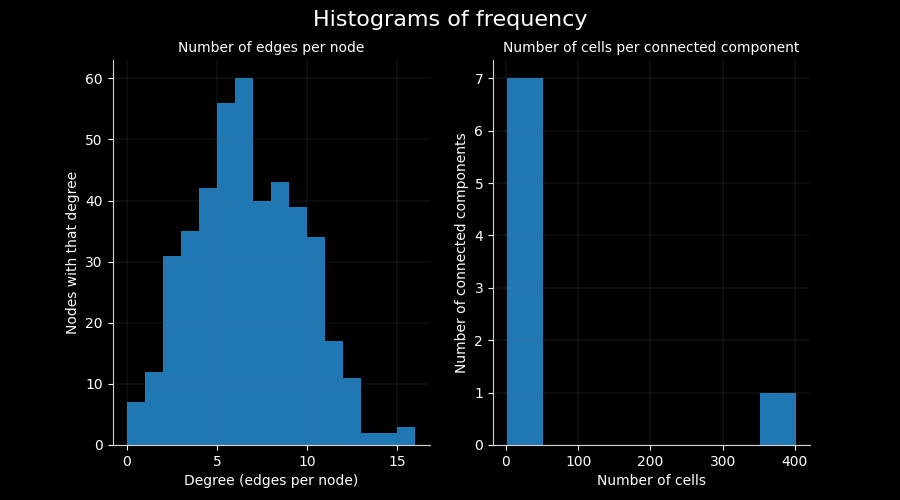 Histograms of frequency
Number of edges per node
60
50
40
30
20
10
0
Nodes with that degree
0 5 10 15
Degree (edges per node)
Number of cells per connected component
7
6
5
4
3
2
1
0
Number of connected components
0 100 200 300 400
Number of cells